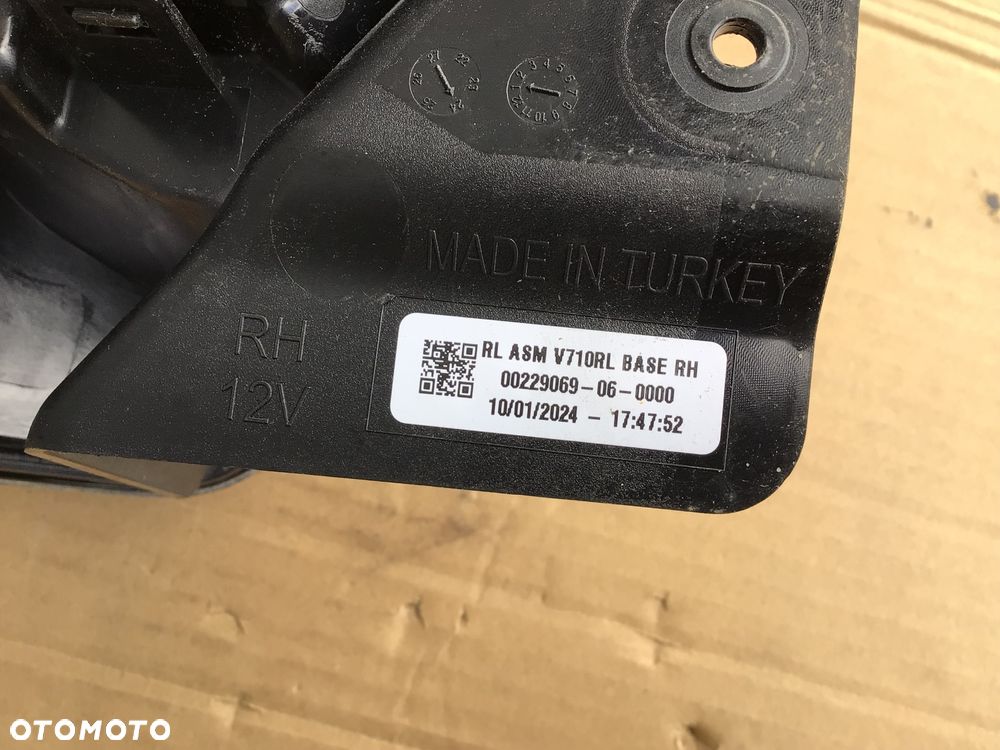 MADE IN TURKEY
RH
12V
RL ASM V710RL BASE RH
00229069-06-0000
10/01/2024 - 17:47:52
OTOMOTO